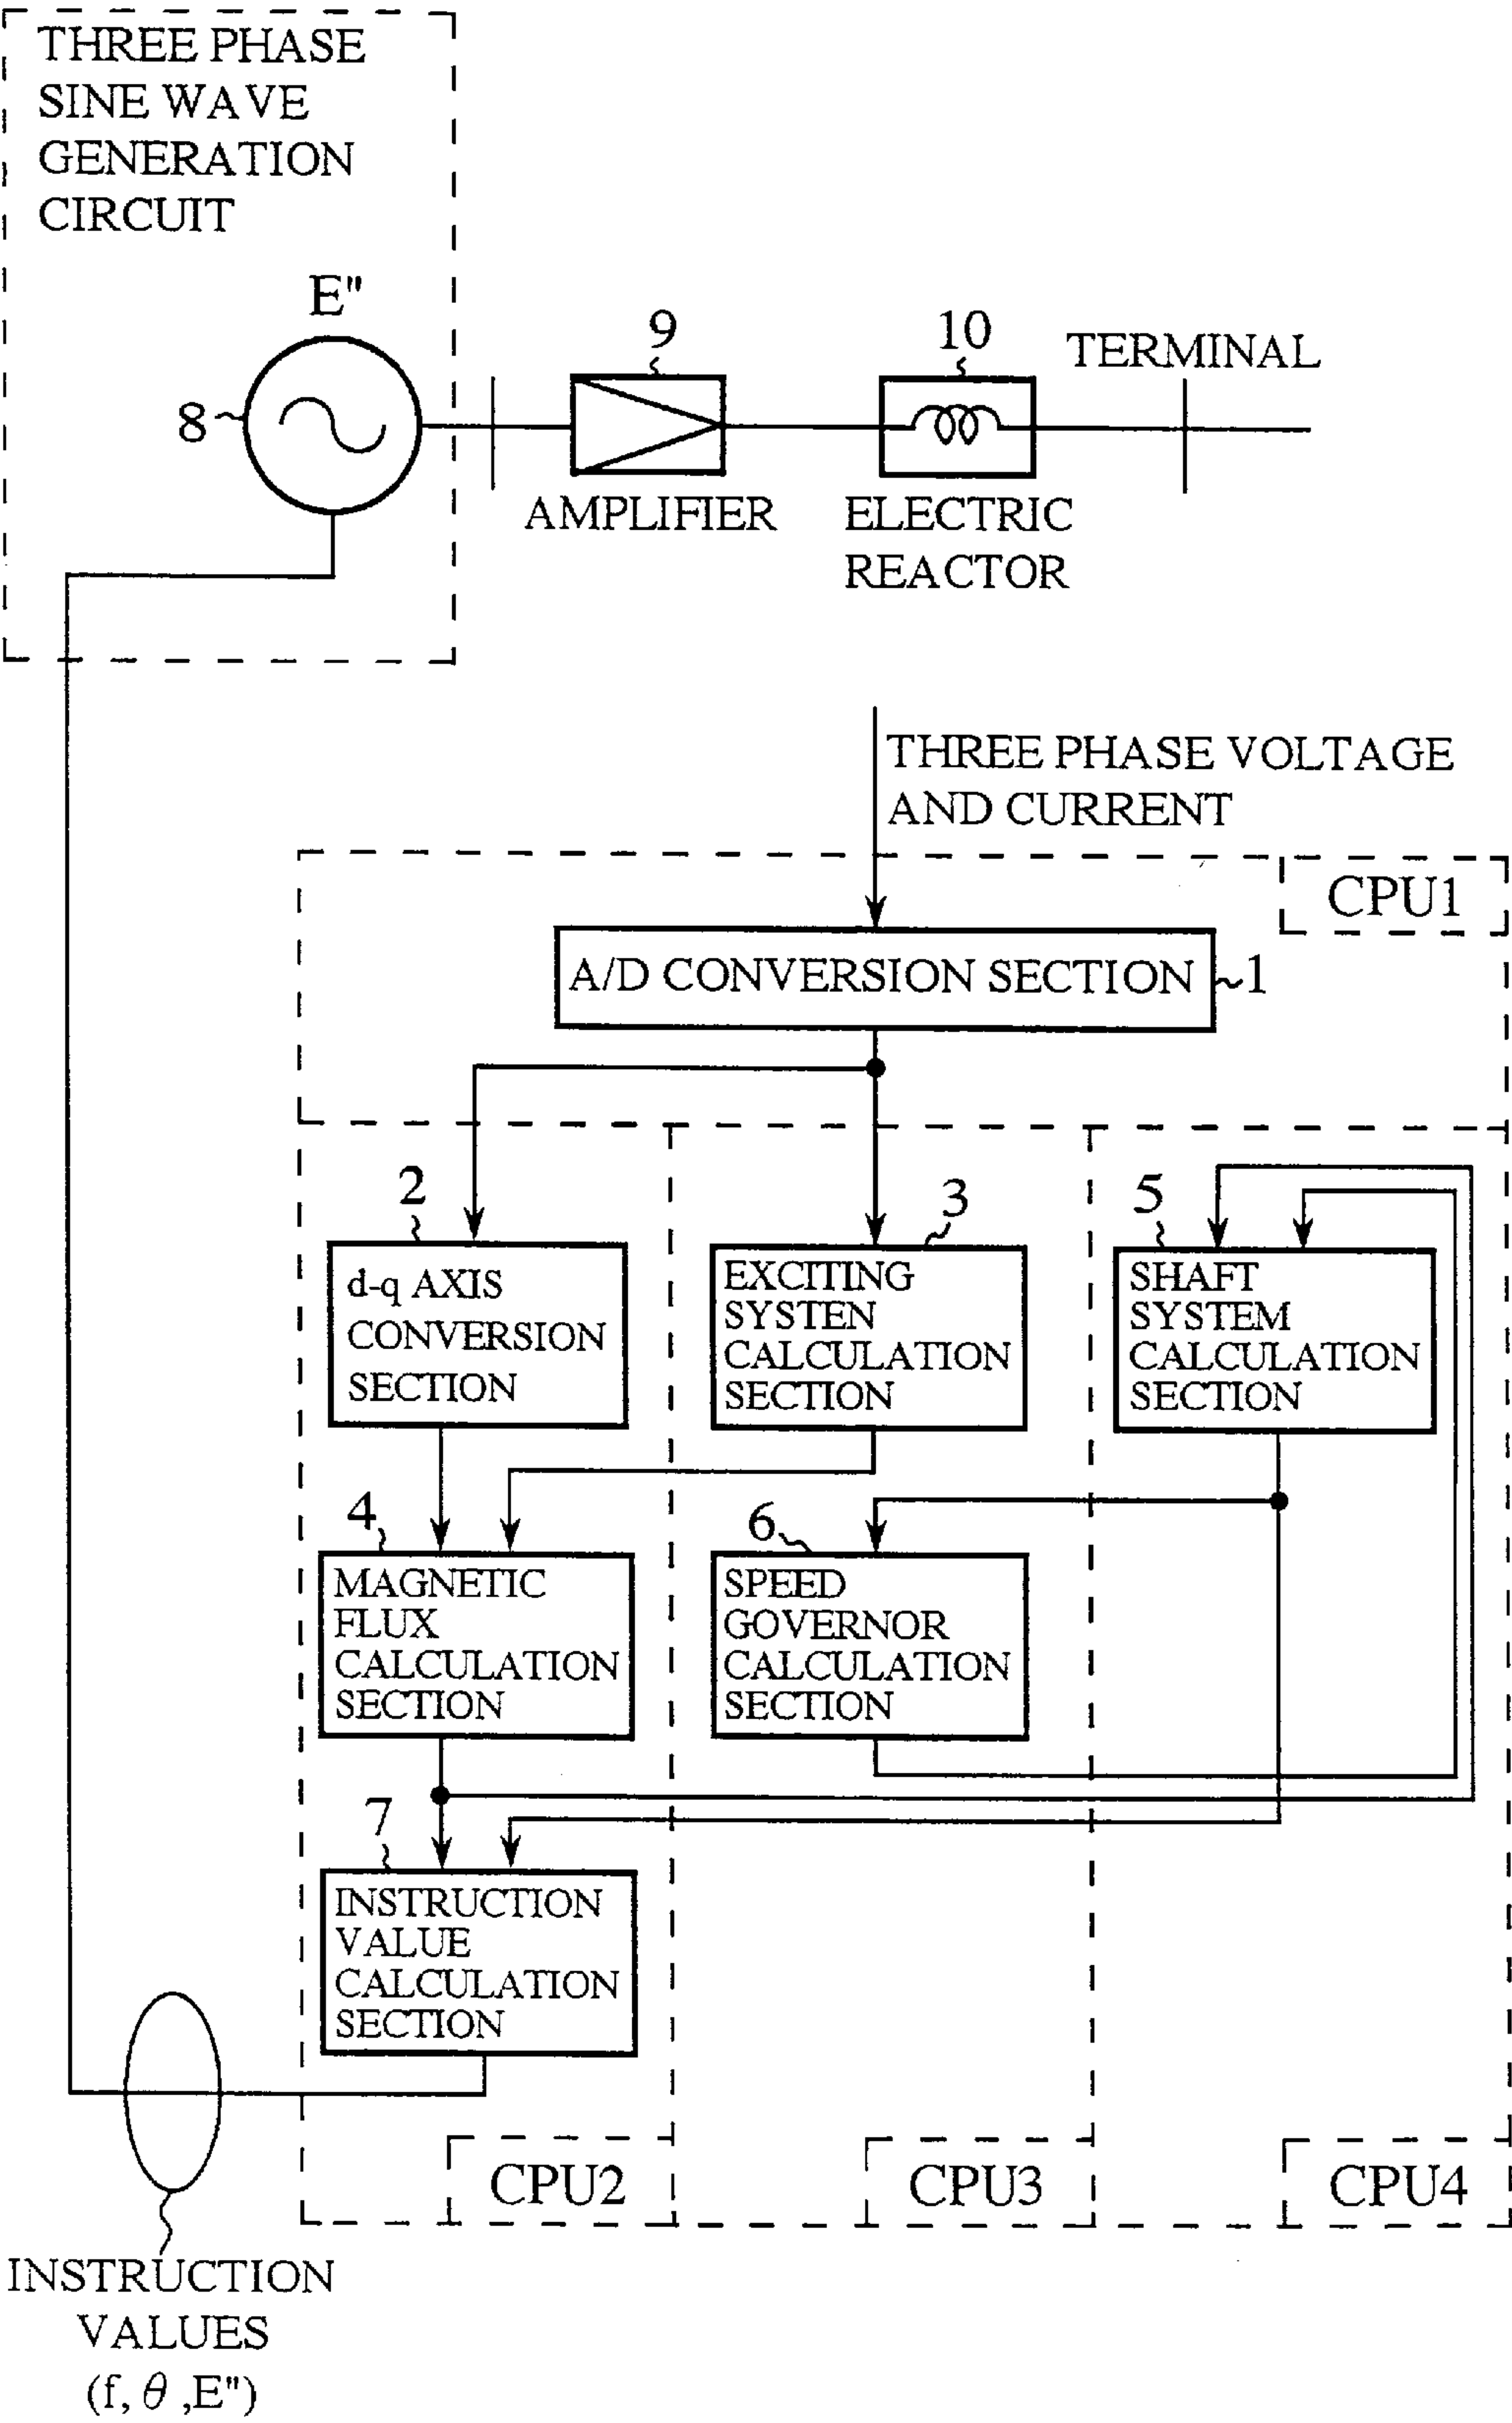 THREE PHASE
SINE WAVE
GENERATION
CIRCUIT
E"
8
9
10
TERMINAL
AMPLIFIER
ELECTRIC
REACTOR
THREE PHASE VOLTAGE
AND CURRENT
CPU1
A/D CONVERSION SECTION
1
2
d-q AXIS
CONVERSION
SECTION
3
EXCITING
SYSTEN
CALCULATION
SECTION
5
SHAFT
SYSTEM
CALCULATION
SECTION
4
MAGNETIC
FLUX
CALCULATION
SECTION
6
SPEED
GOVERNOR
CALCULATION
SECTION
7
INSTRUCTION
VALUE
CALCULATION
SECTION
CPU2
CPU3
CPU4
INSTRUCTION
VALUES
(f, θ ,E")